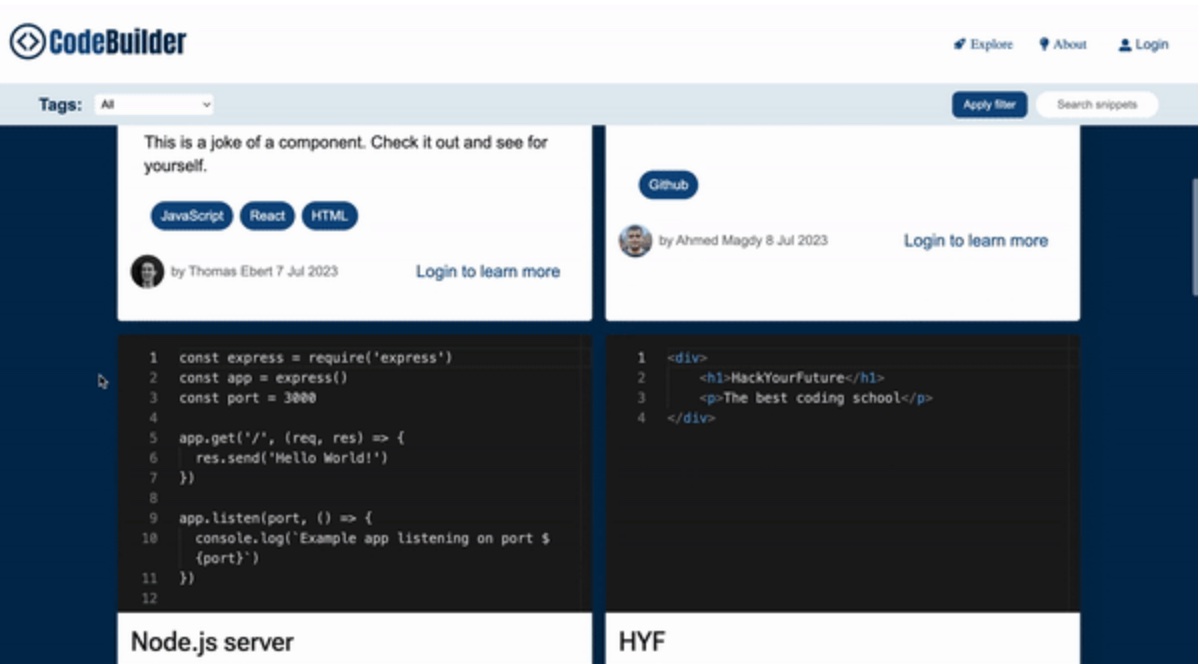 CodeBuilder
Explore
About
Login
Tags:
All
Apply filter
Search snippets
This is a joke of a component. Check it out and see for
yourself.
JavaScript
React
HTML
by Thomas Ebert 7 Jul 2023
Login to learn more
Github
by Ahmed Magdy 8 Jul 2023
Login to learn more
1 const express = require('express')
2 const app = express()
3 const port = 3000
4
5 app.get('/', (req, res) => {
6   res.send('Hello World!')
7 })
8
9 app.listen(port, () => {
10   console.log(`Example app listening on port $
{port}`)
11 })
12
Node.js server
1 <div>
2     <h1>HackYourFuture</h1>
3     <p>The best coding school</p>
4 </div>
HYF